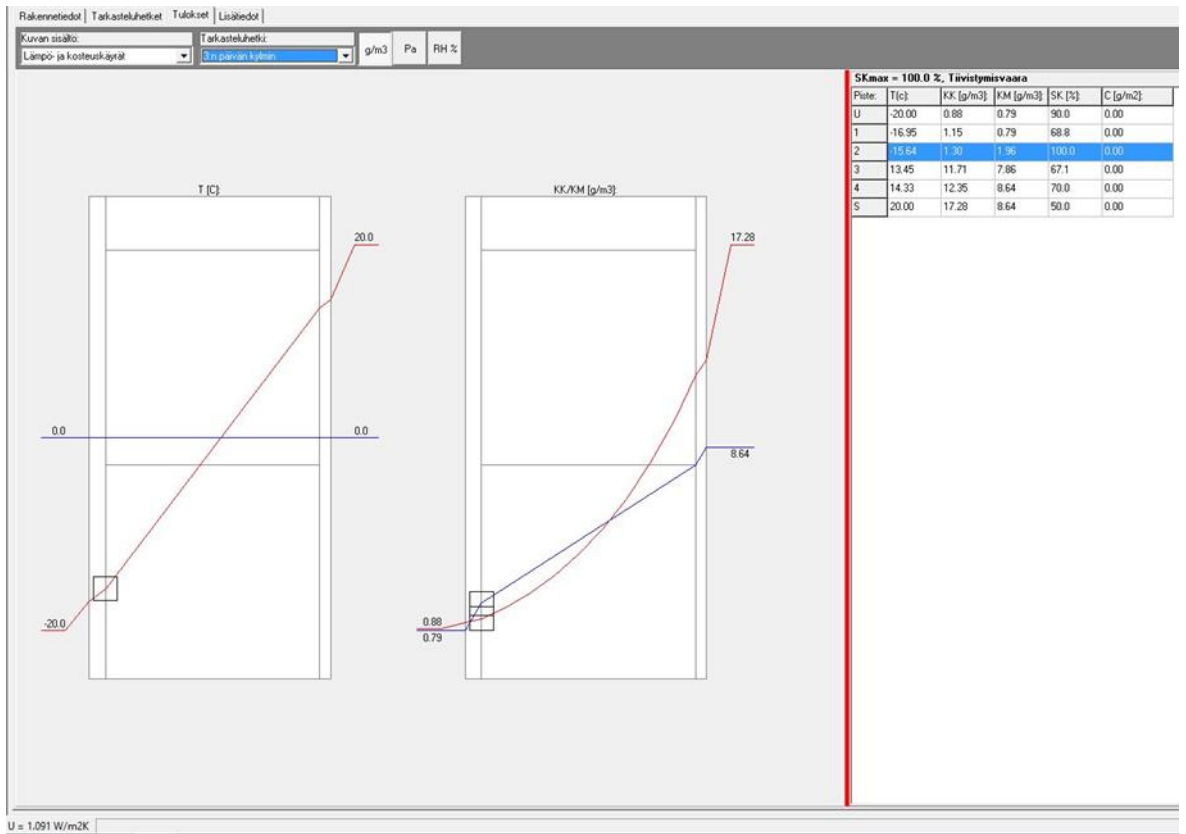 Rakennetiedot Tarkasteluhetket Tulokset Lisätiedot
Kuvan sisältö: Tarkasteluhetki:
Lämpö- ja kosteuskäyrät 3:n päivän kylmin g/m3 Pa RH %
SKmax = 100.0 %, Tiivistymisvaara
Piste: T(c): KK [g/m3]: KM [g/m3]: SK [%]: C [g/m2]:
U -20.00 0.88 0.79 90.0 0.00
1 -16.95 1.15 0.79 68.8 0.00
2 -15.64 1.30 1.96 100.0 0.00
3 13.45 11.71 7.86 67.1 0.00
4 14.33 12.35 8.64 70.0 0.00
S 20.00 17.28 8.64 50.0 0.00
T [C]: KK/KM [g/m3]:
20.0 17.28
0.0 0.0
8.64
-20.0 0.88
0.79
U = 1.091 W/m2K